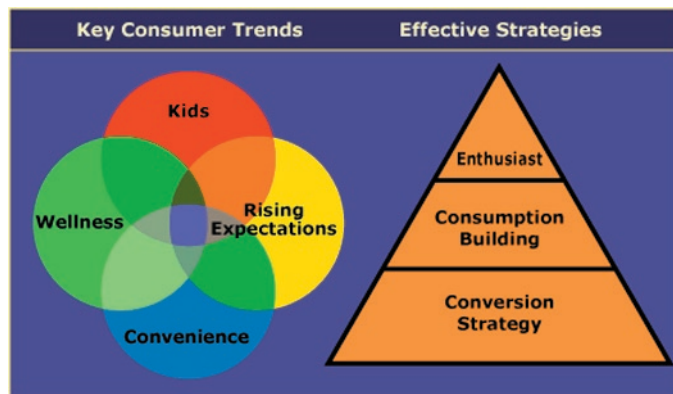 Key Consumer Trends
Effective Strategies
Kids
Wellness
Rising
Expectations
Convenience
Enthusiast
Consumption
Building
Conversion
Strategy